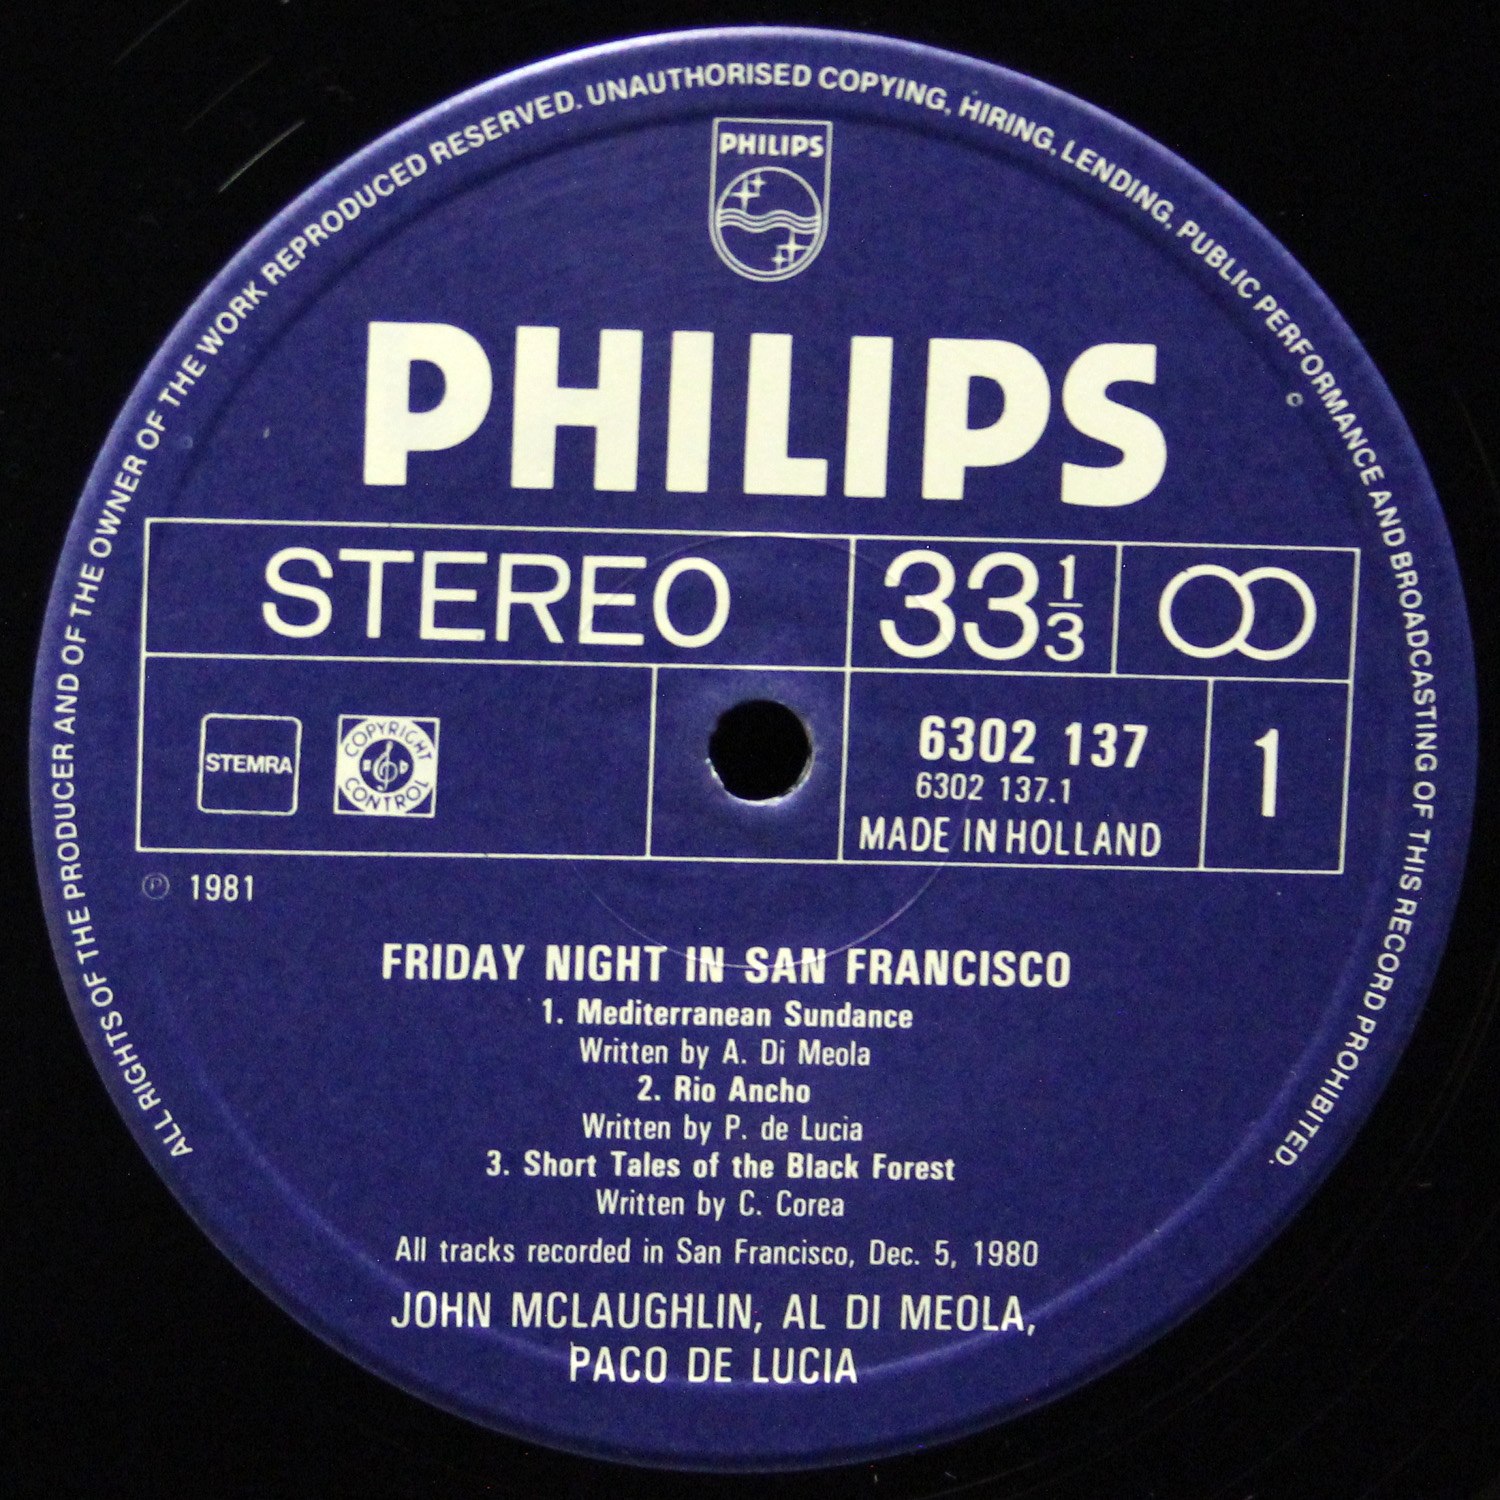 ALL RIGHTS OF THE PRODUCER AND OF THE OWNER OF THE WORK REPRODUCED RESERVED. UNAUTHORISED COPYING, HIRING, LENDING, PUBLIC PERFORMANCE AND BROADCASTING OF THIS RECORD PROHIBITED.
PHILIPS
PHILIPS
STEREO 33 1/3
STEMRA COPYRIGHT CONTROL
6302 137 1
6302 137.1
MADE IN HOLLAND
℗ 1981
FRIDAY NIGHT IN SAN FRANCISCO
1. Mediterranean Sundance
Written by A. Di Meola
2. Rio Ancho
Written by P. de Lucia
3. Short Tales of the Black Forest
Written by C. Corea
All tracks recorded in San Francisco, Dec. 5, 1980
JOHN MCLAUGHLIN, AL DI MEOLA,
PACO DE LUCIA